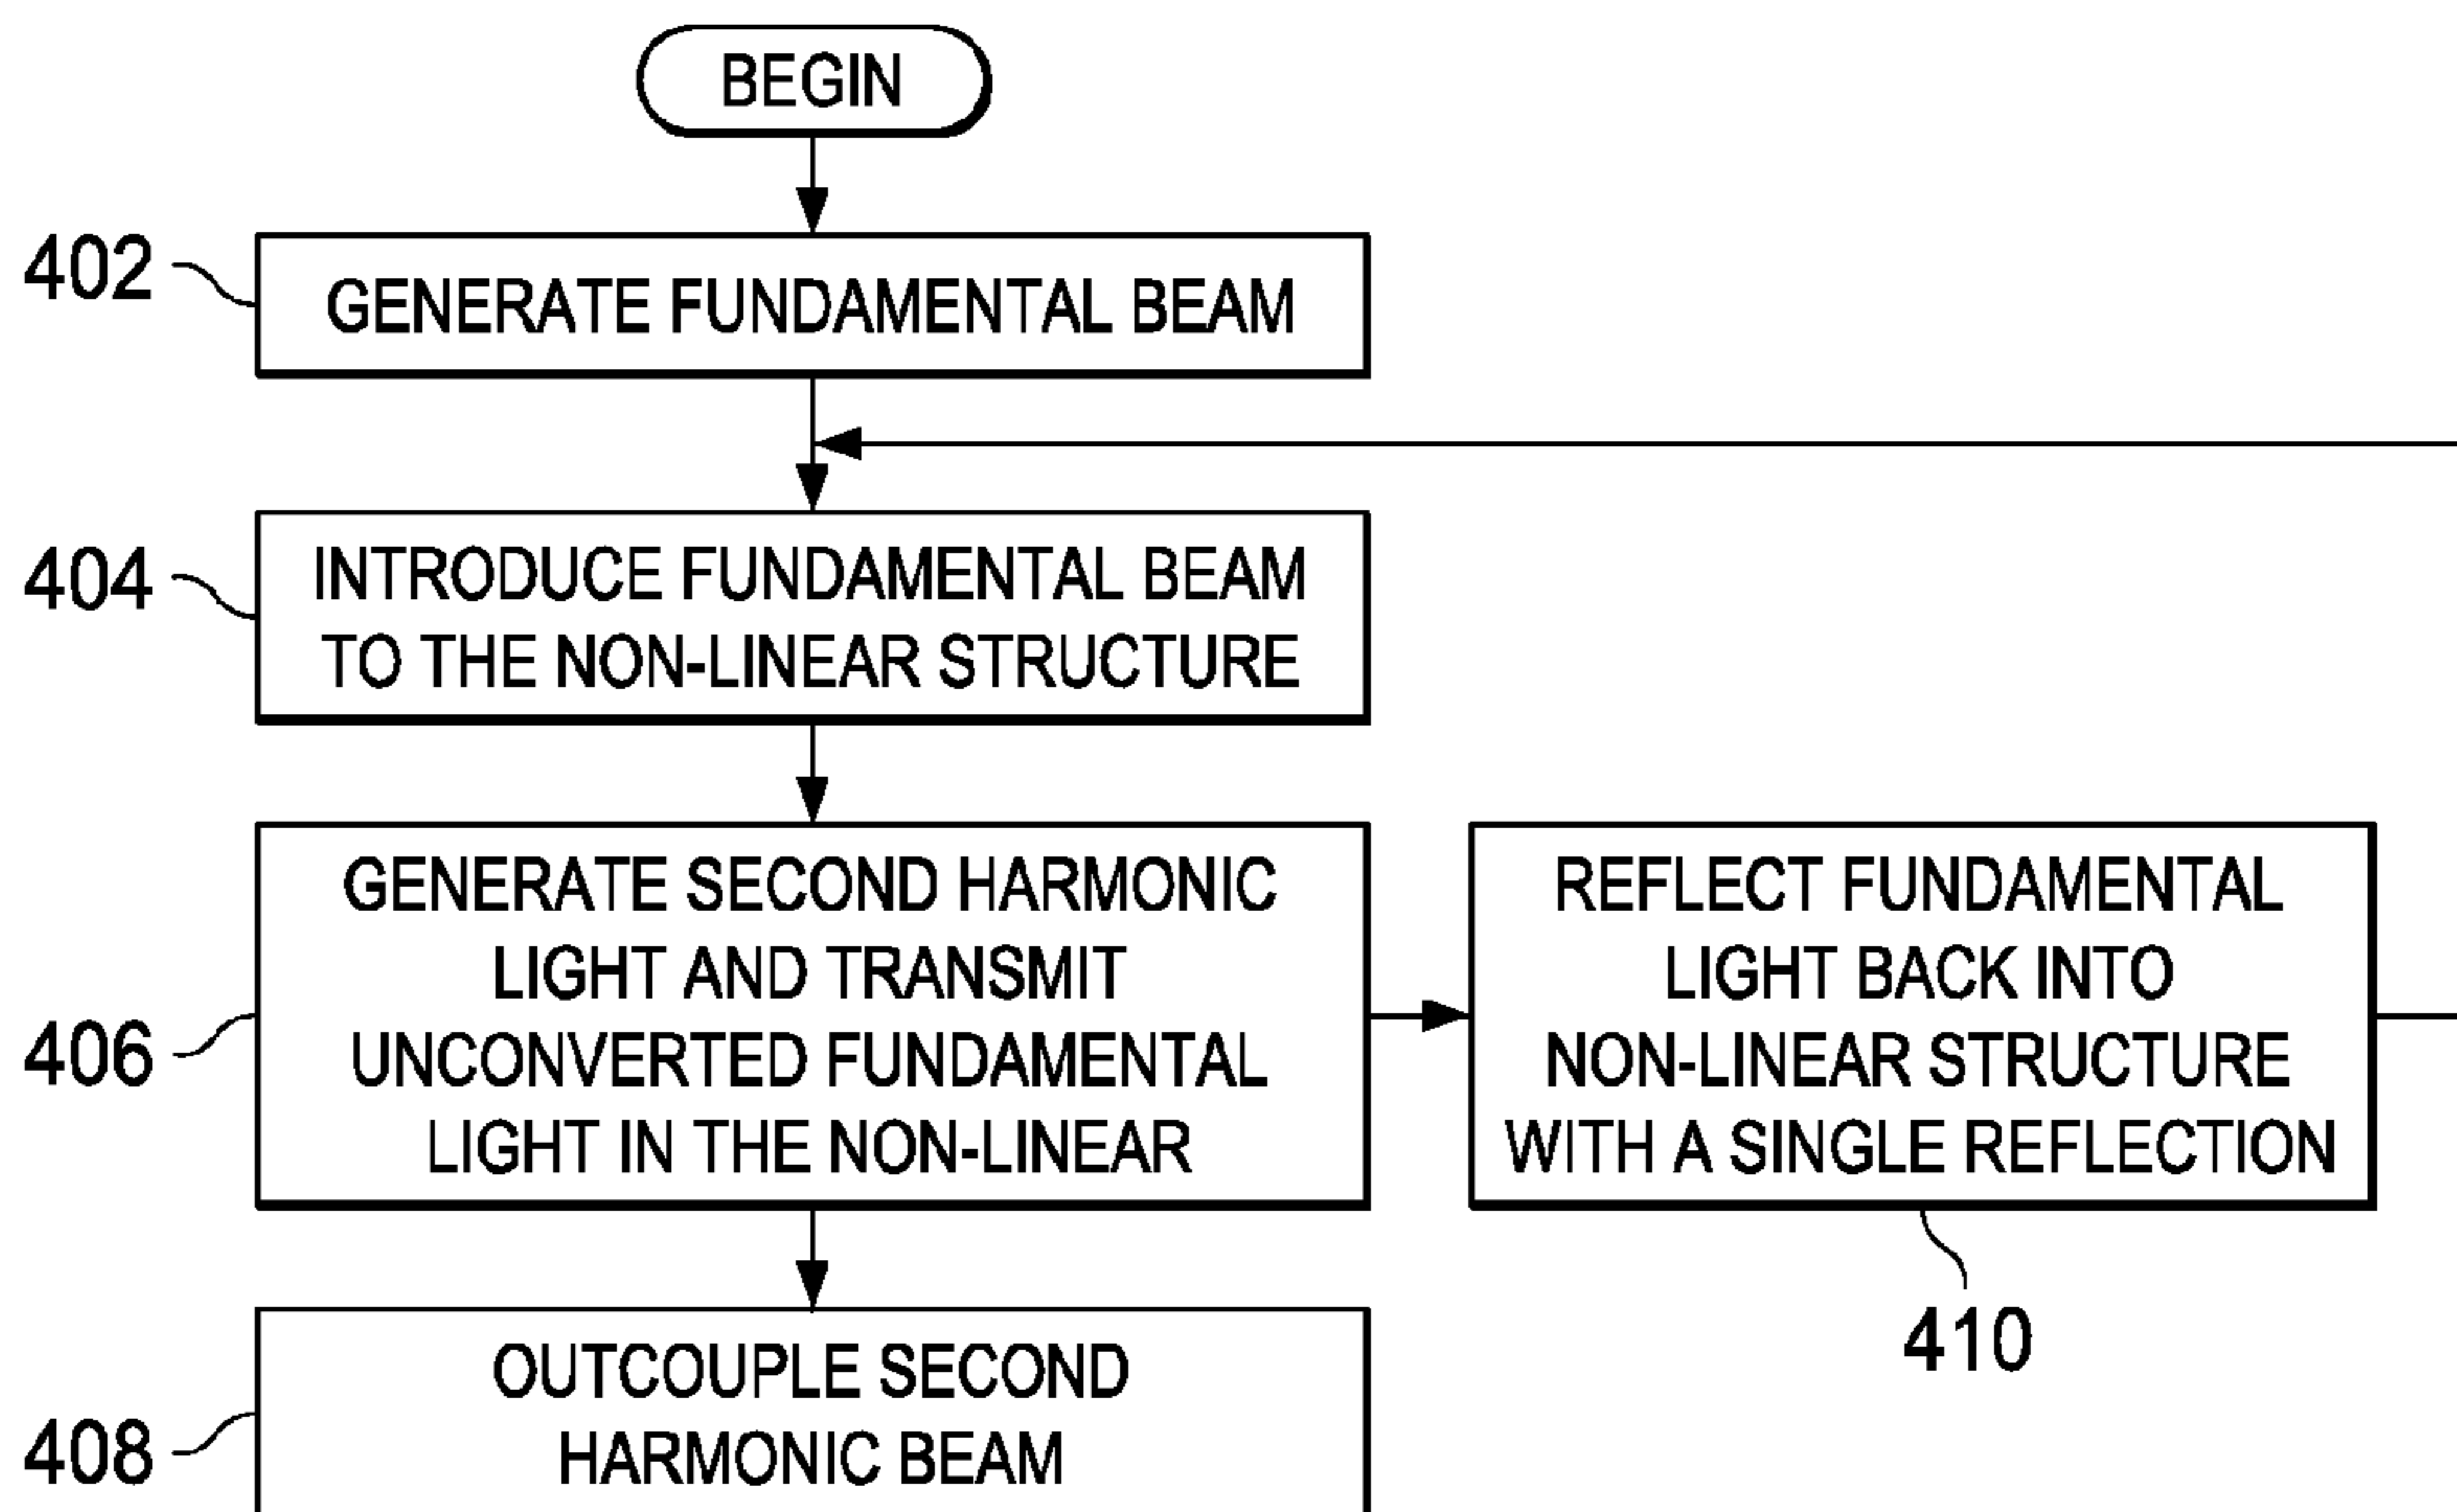 BEGIN
402
GENERATE FUNDAMENTAL BEAM
404
INTRODUCE FUNDAMENTAL BEAM
TO THE NON-LINEAR STRUCTURE
406
GENERATE SECOND HARMONIC
LIGHT AND TRANSMIT
UNCONVERTED FUNDAMENTAL
LIGHT IN THE NON-LINEAR
REFLECT FUNDAMENTAL
LIGHT BACK INTO
NON-LINEAR STRUCTURE
WITH A SINGLE REFLECTION
410
408
OUTCOUPLE SECOND
HARMONIC BEAM